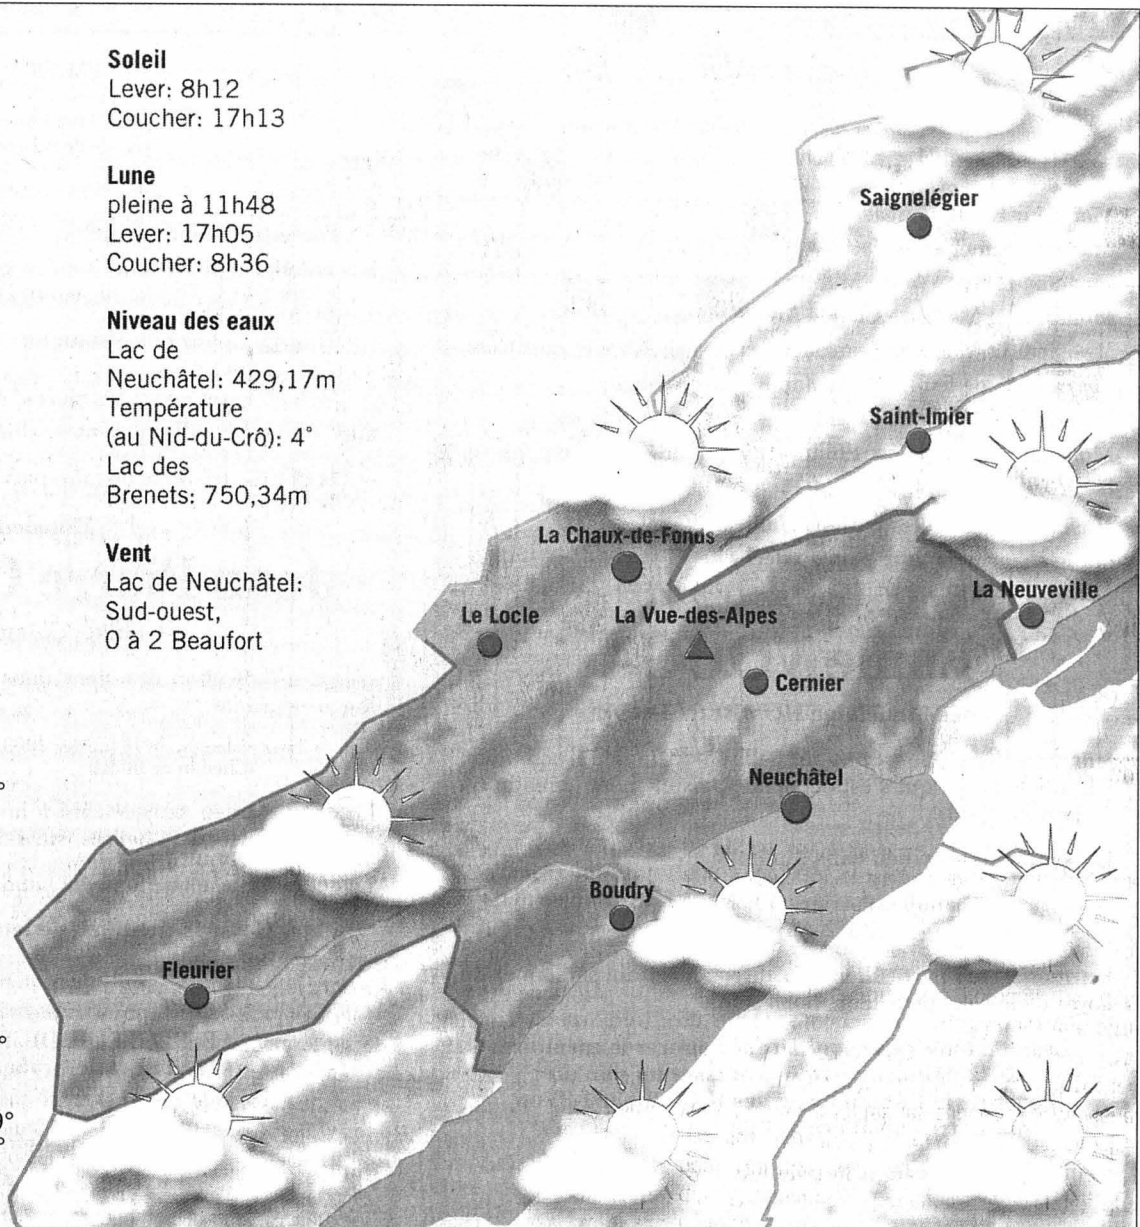 Soleil
Lever: 8h12
Coucher: 17h13
Lune
pleine à 11h48
Lever: 17h05
Coucher: 8h36
Niveau des eaux
Lac de
Neuchâtel: 429,17m
Température
(au Nid-du-Crô): 4°
Lac des
Brenets: 750,34m
Vent
Lac de Neuchâtel:
Sud-ouest,
0 à 2 Beaufort
Saignelégier
Saint-Imier
La Chaux-de-Fonds
La Neuveville
Le Locle
La Vue-des-Alpes
Cernier
Neuchâtel
Boudry
Fleurier